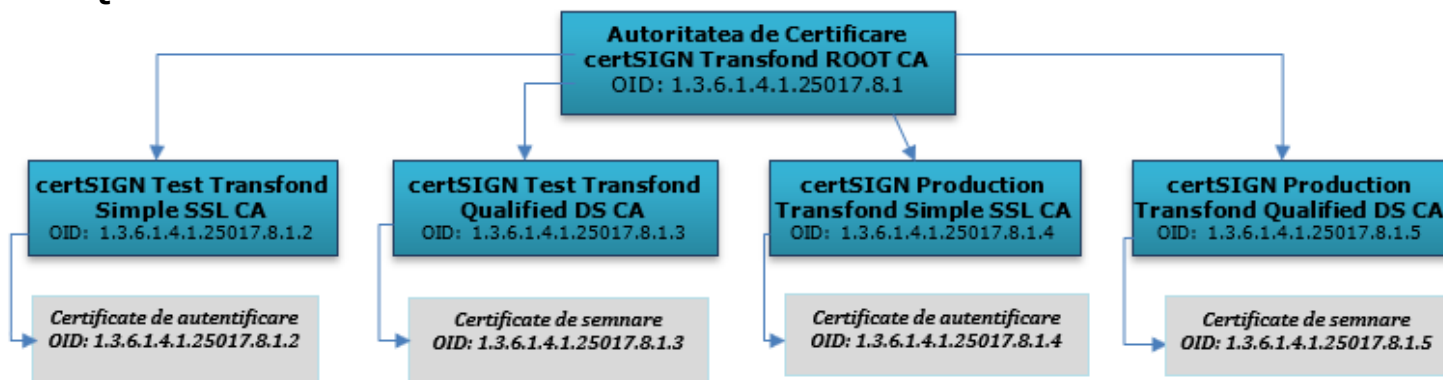 Autoritatea de Certificare
certSIGN Transfond ROOT CA
OID: 1.3.6.1.4.1.25017.8.1
certSIGN Test Transfond
Simple SSL CA
OID: 1.3.6.1.4.1.25017.8.1.2
certSIGN Test Transfond
Qualified DS CA
OID: 1.3.6.1.4.1.25017.8.1.3
certSIGN Production
Transfond Simple SSL CA
OID: 1.3.6.1.4.1.25017.8.1.4
certSIGN Production
Transfond Qualified DS CA
OID: 1.3.6.1.4.1.25017.8.1.5
Certificate de autentificare
OID: 1.3.6.1.4.1.25017.8.1.2
Certificate de semnare
OID: 1.3.6.1.4.1.25017.8.1.3
Certificate de autentificare
OID: 1.3.6.1.4.1.25017.8.1.4
Certificate de semnare
OID: 1.3.6.1.4.1.25017.8.1.5